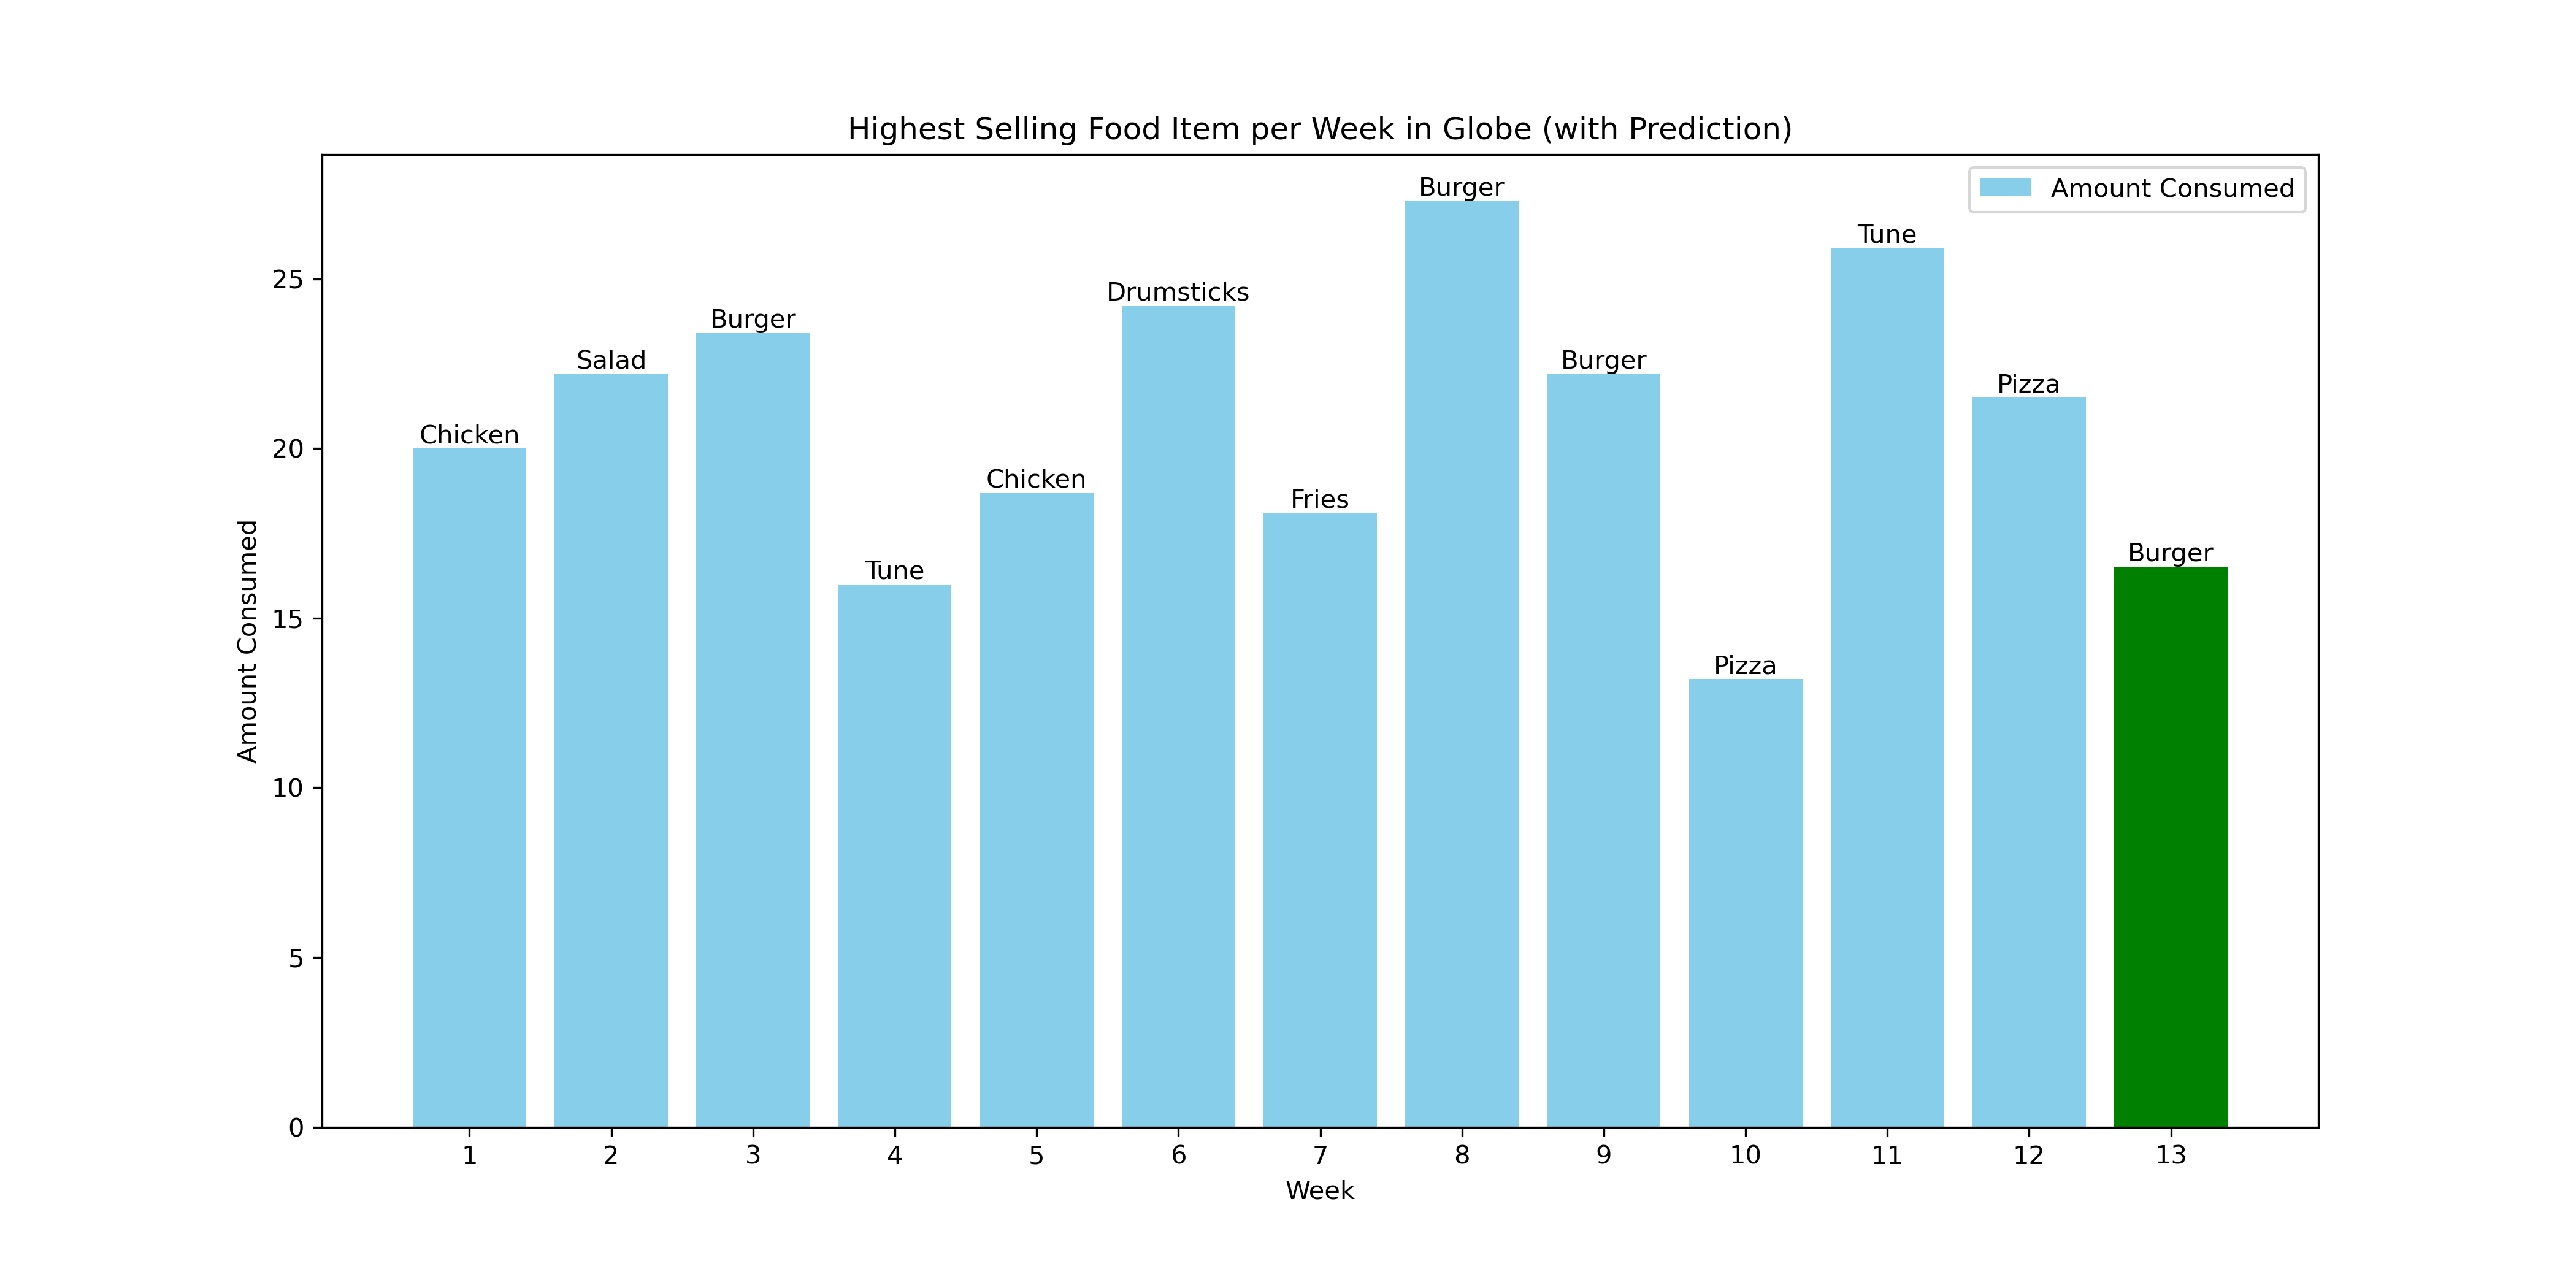 Highest Selling Food Item per Week in Globe (with Prediction)
Amount Consumed
Burger
Tune
Drumsticks
Burger
Salad
Burger
Pizza
Chicken
Chicken
Fries
Burger
Tune
Pizza
Amount Consumed
25
20
15
10
5
0
1 2 3 4 5 6 7 8 9 10 11 12 13
Week